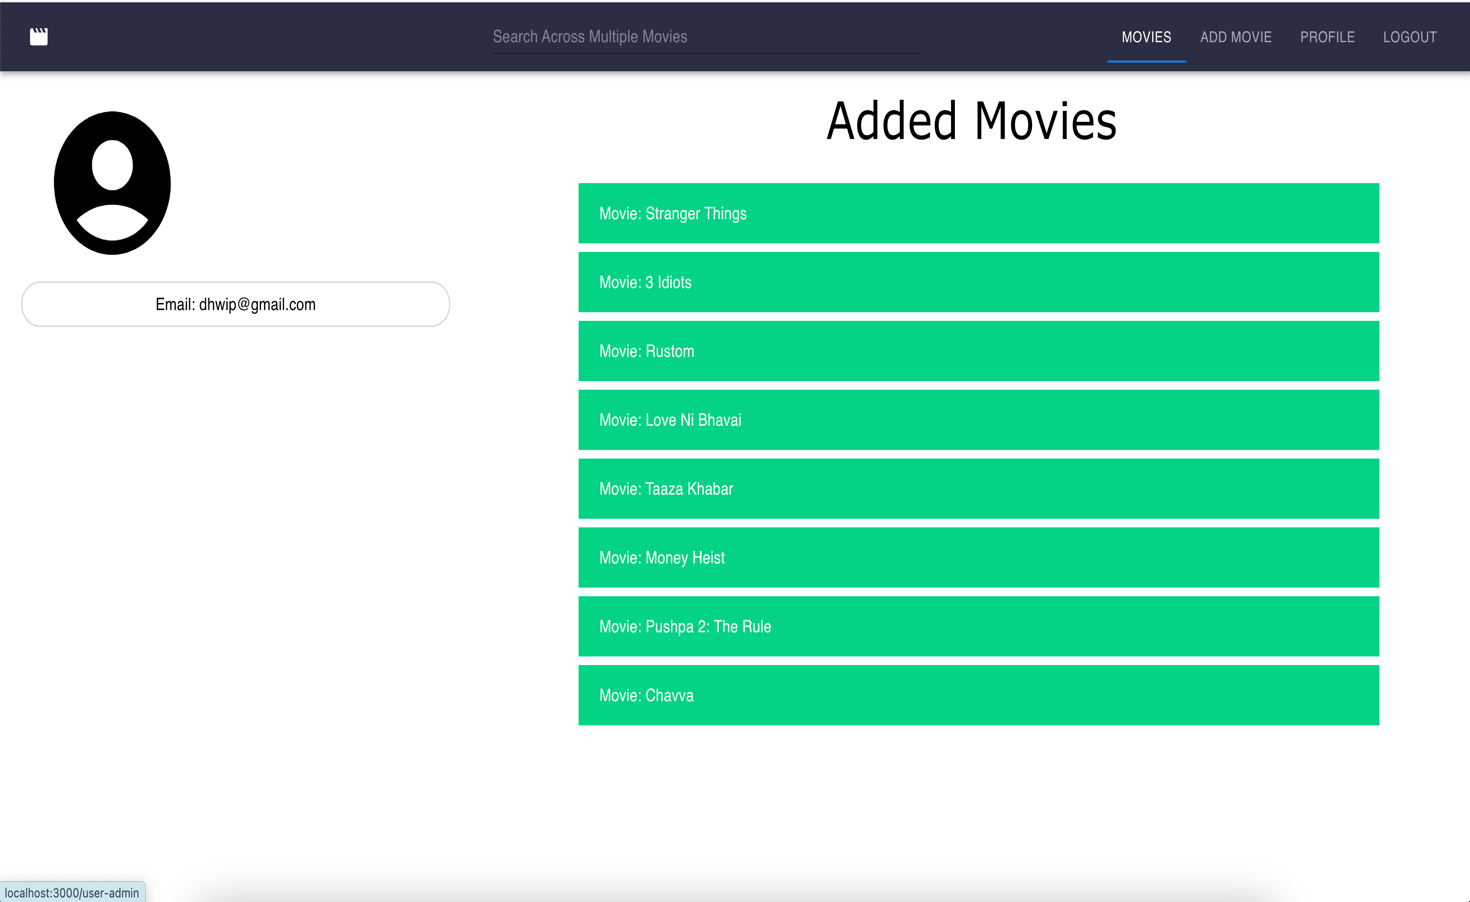 Search Across Multiple Movies
MOVIES
ADD MOVIE
PROFILE
LOGOUT
Email: dhwip@gmail.com
Added Movies
Movie: Stranger Things
Movie: 3 Idiots
Movie: Rustom
Movie: Love Ni Bhavai
Movie: Taaza Khabar
Movie: Money Heist
Movie: Pushpa 2: The Rule
Movie: Chavva
localhost:3000/user-admin